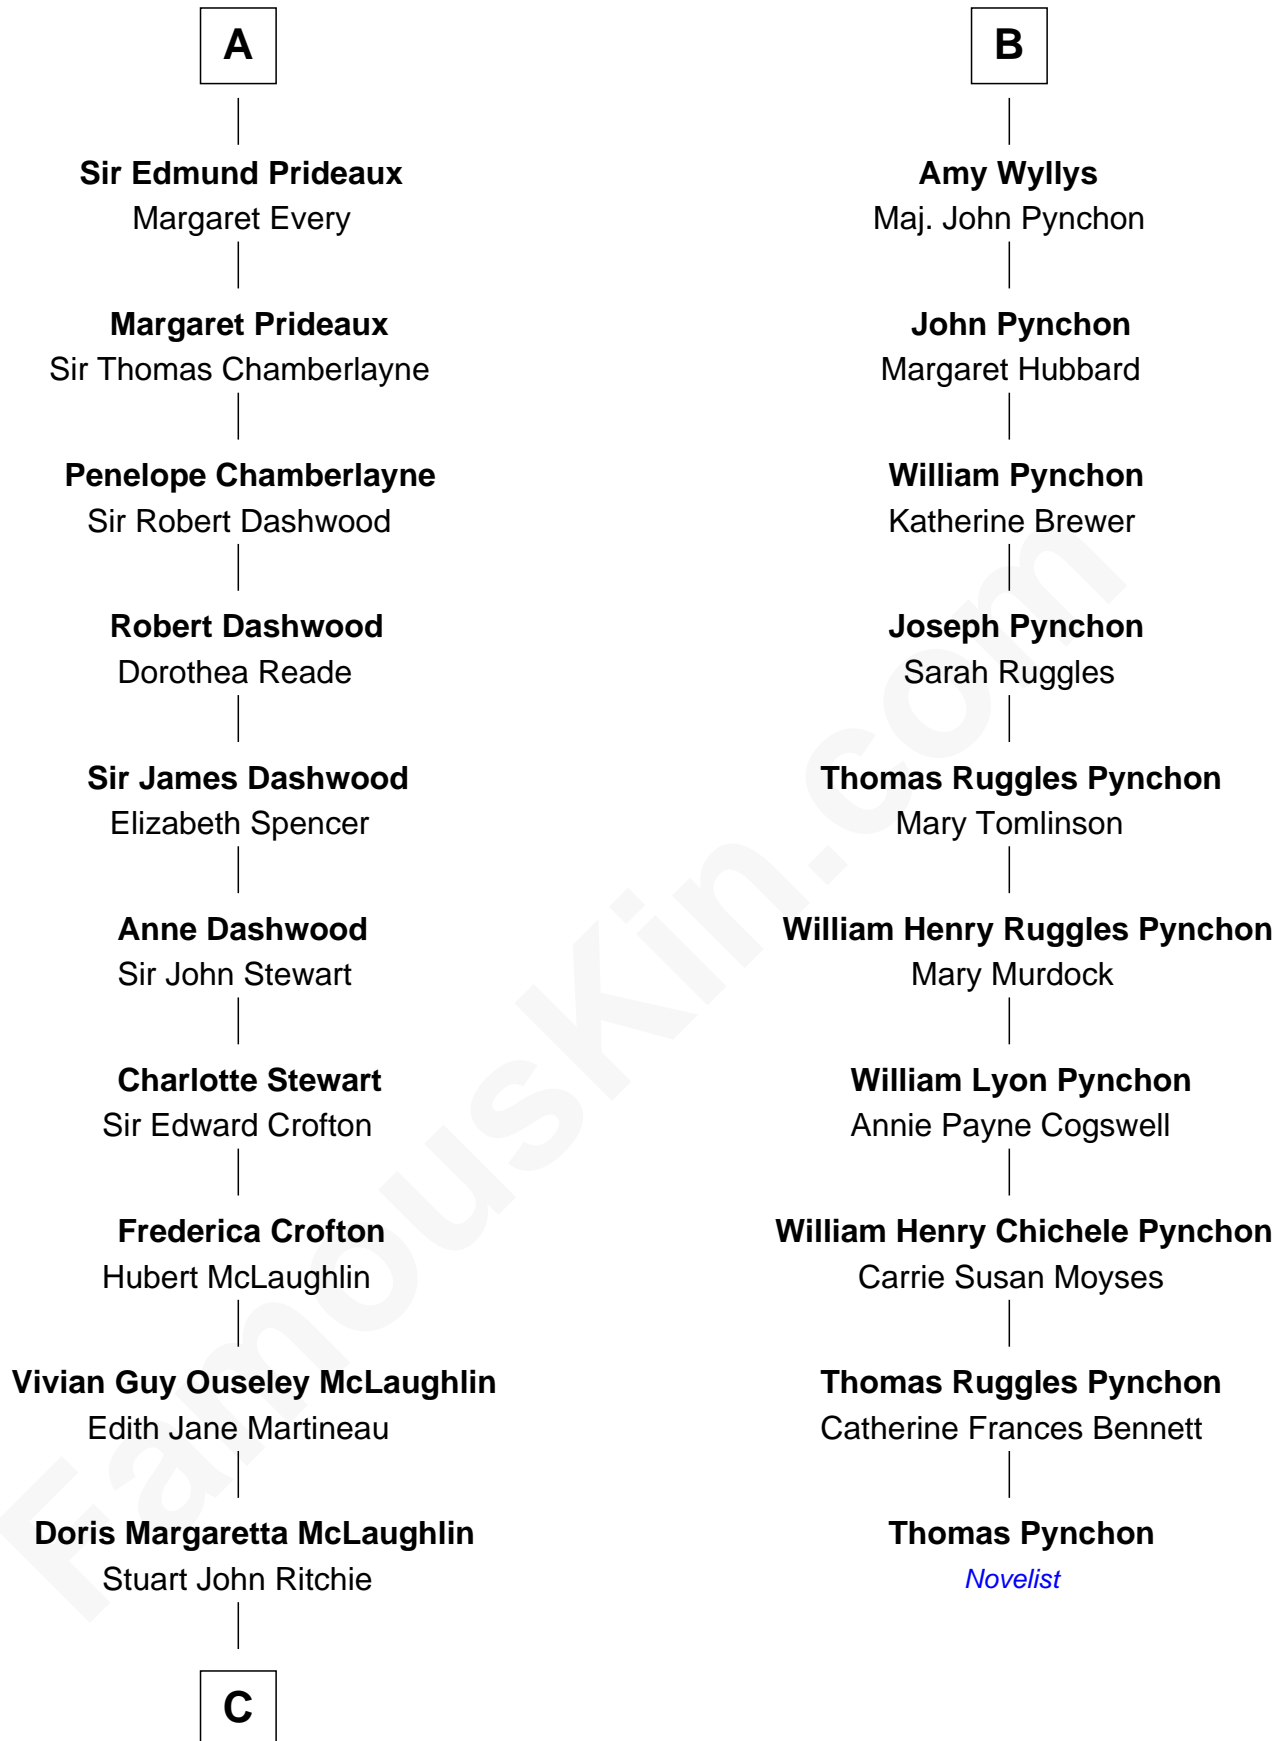 A
Sir Edmund Prideaux
Margaret Every
Margaret Prideaux
Sir Thomas Chamberlayne
Penelope Chamberlayne
Sir Robert Dashwood
Robert Dashwood
Dorothea Reade
Sir James Dashwood
Elizabeth Spencer
Anne Dashwood
Sir John Stewart
Charlotte Stewart
Sir Edward Crofton
Frederica Crofton
Hubert McLaughlin
Vivian Guy Ouseley McLaughlin
Edith Jane Martineau
Doris Margaretta McLaughlin
Stuart John Ritchie
C
B
Amy Wyllys
Maj. John Pynchon
John Pynchon
Margaret Hubbard
William Pynchon
Katherine Brewer
Joseph Pynchon
Sarah Ruggles
Thomas Ruggles Pynchon
Mary Tomlinson
William Henry Ruggles Pynchon
Mary Murdock
William Lyon Pynchon
Annie Payne Cogswell
William Henry Chichele Pynchon
Carrie Susan Moyses
Thomas Ruggles Pynchon
Catherine Frances Bennett
Thomas Pynchon
Novelist
FamousKin.com